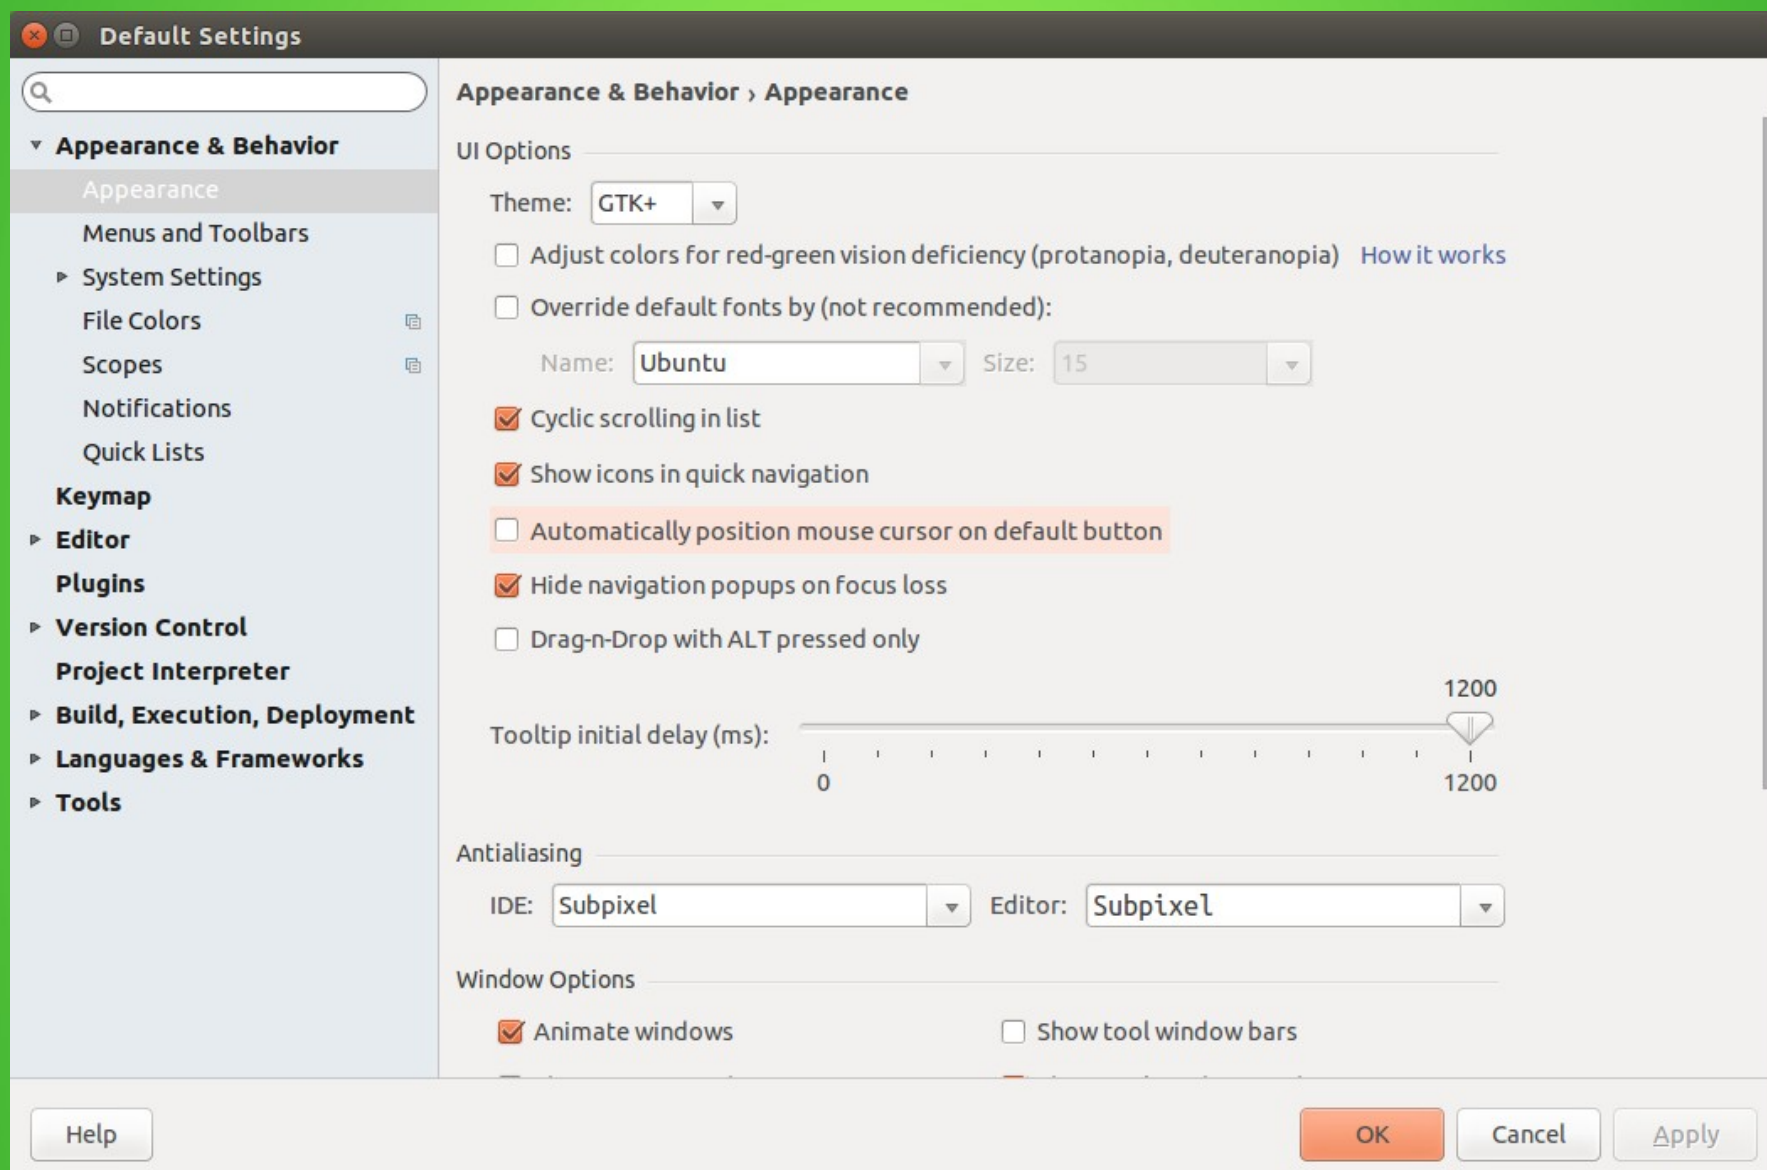 Default Settings
Appearance & Behavior
Appearance
Menus and Toolbars
System Settings
File Colors
Scopes
Notifications
Quick Lists
Keymap
Editor
Plugins
Version Control
Project Interpreter
Build, Execution, Deployment
Languages & Frameworks
Tools
Appearance & Behavior › Appearance
UI Options
Theme: GTK+
Adjust colors for red-green vision deficiency (protanopia, deuteranopia) How it works
Override default fonts by (not recommended):
Name: Ubuntu Size: 15
Cyclic scrolling in list
Show icons in quick navigation
Automatically position mouse cursor on default button
Hide navigation popups on focus loss
Drag-n-Drop with ALT pressed only
1200
Tooltip initial delay (ms):
0 1200
Antialiasing
IDE: Subpixel Editor: Subpixel
Window Options
Animate windows Show tool window bars
Help OK Cancel Apply